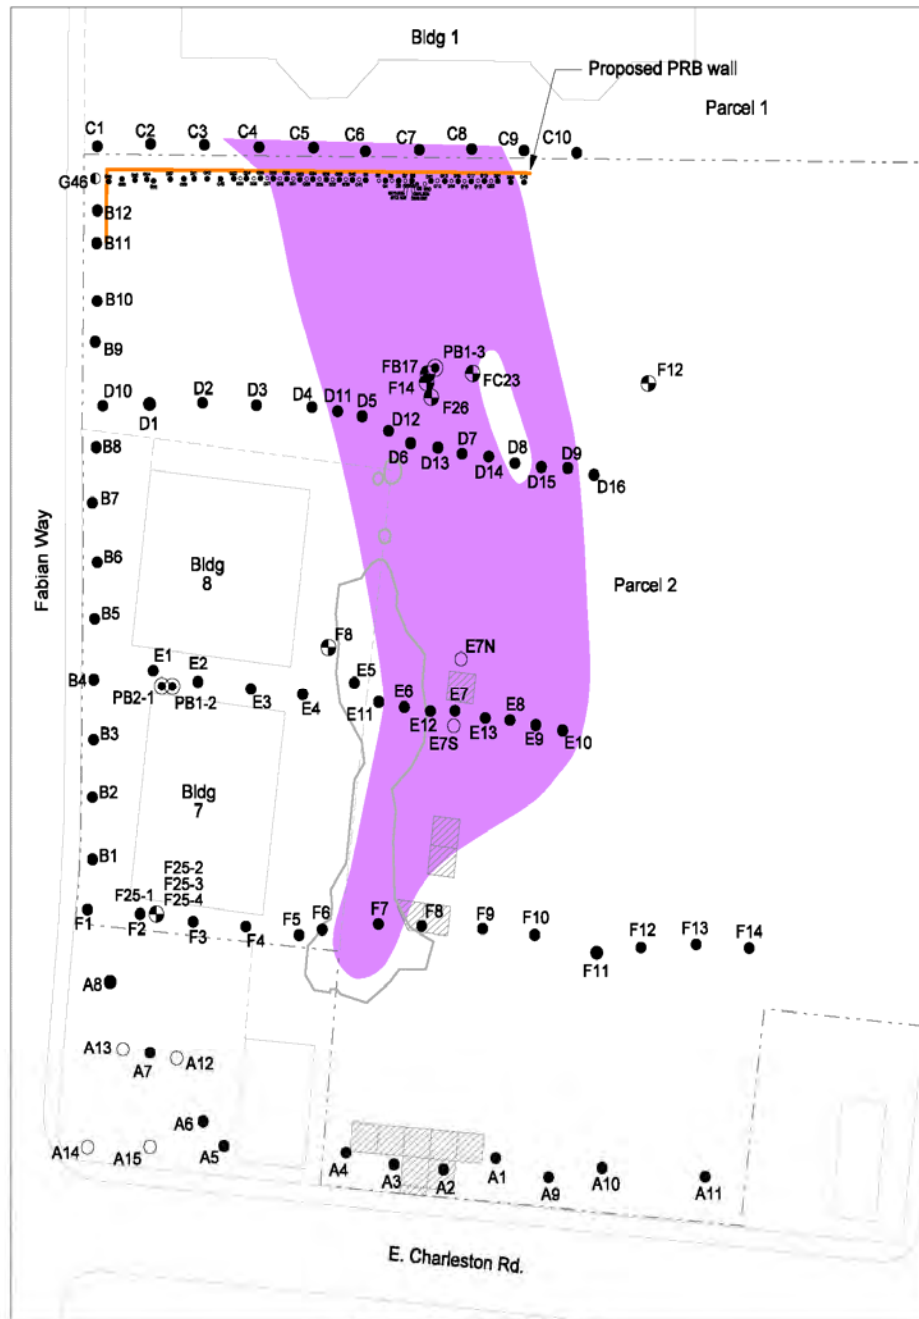 Bldg 1
Proposed PRB wall
Parcel 1
C1
C2
C3
C4
C5
C6
C7
C8
C9
C10
G46
B12
B11
B10
B9
PB1-3
FB17
F14
FC23
F26
F12
D10
D1
D2
D3
D4
D11
D5
D12
D6
D13
D7
D14
D8
D15
D9
D16
B8
B7
B6
B5
Fabian Way
Bldg
8
Parcel 2
F8
E7N
E1
E2
B4
PB2-1
PB1-2
E3
E4
E5
E11
E6
E12
E7
E7S
E13
E8
E9
E10
B3
B2
B1
Bldg
7
F25-2
F25-1
F25-3
F25-4
F1
F2
F3
F4
F5
F6
F7
F8
F9
F10
F11
F12
F13
F14
A8
A13
A7
A12
A6
A14
A15
A5
A4
A3
A2
A1
A9
A10
A11
E. Charleston Rd.